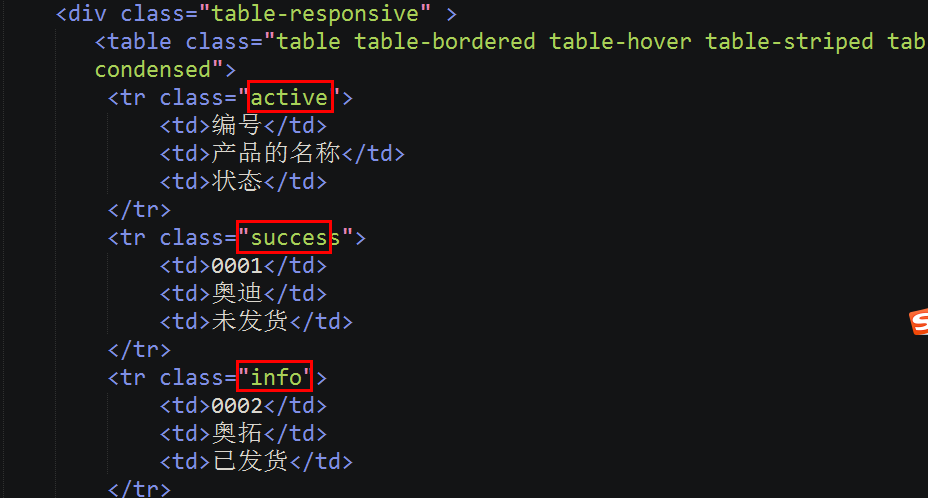 <div class="table-responsive" >
<table class="table table-bordered table-hover table-striped tab
condensed">
<tr class="active">
<td>编号</td>
<td>产品的名称</td>
<td>状态</td>
</tr>
<tr class="success">
<td>0001</td>
<td>奥迪</td>
<td>未发货</td>
</tr>
<tr class="info">
<td>0002</td>
<td>奥拓</td>
<td>已发货</td>
</tr>